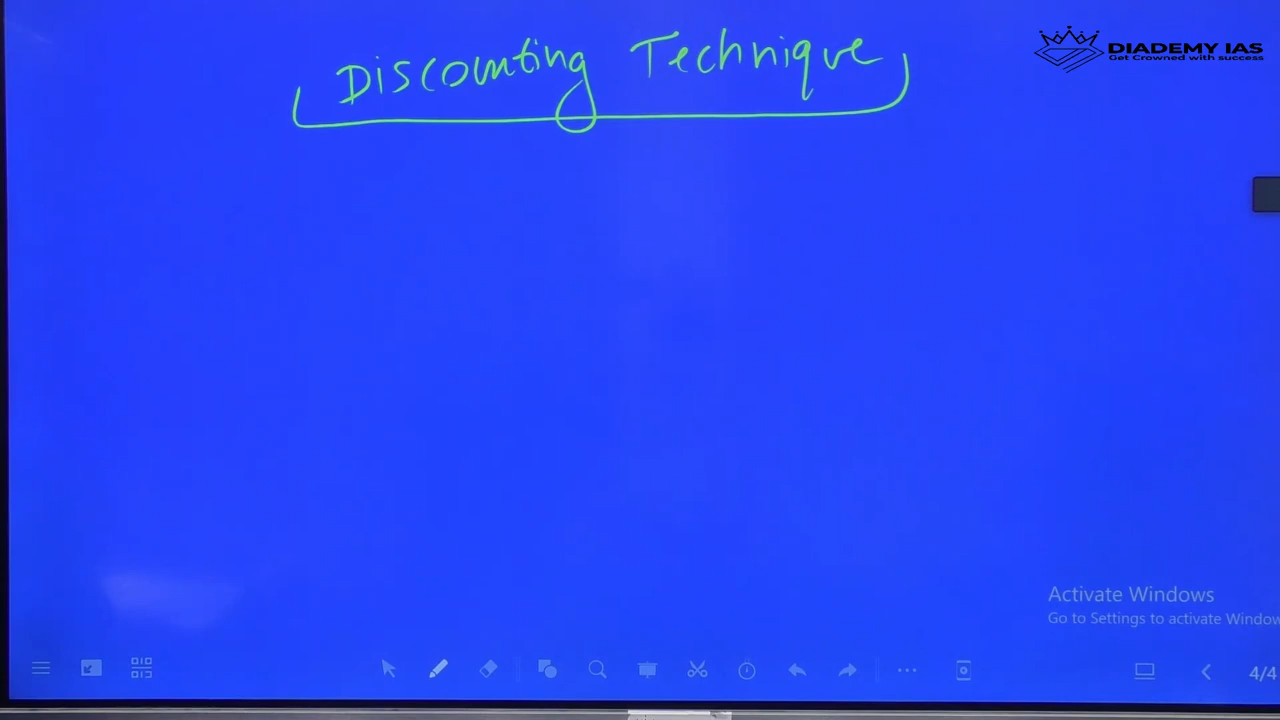 Discounting Technique
DIADEMY IAS
Get Crowned with success
Activate Windows
Go to Settings to activate Window
4/4